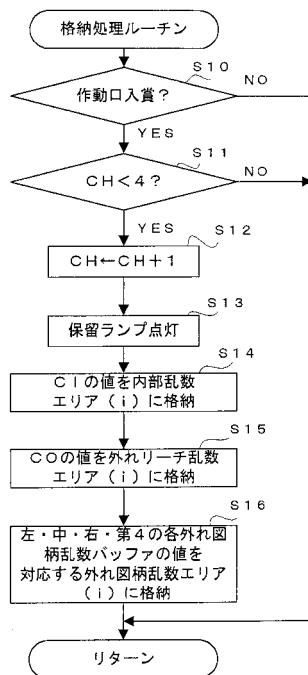 格納処理ルーチン
S10
作動口入賞?
NO
YES
S11
CH<4?
NO
YES
S12
CH←CH+1
S13
保留ランプ点灯
S14
CIの値を内部乱数
エリア(i)に格納
S15
COの値を外れリーチ乱数
エリア(i)に格納
S16
左・中・右・第4の各外れ図
柄乱数バッファの値を
対応する外れ図柄乱数エリア
(i)に格納
リターン